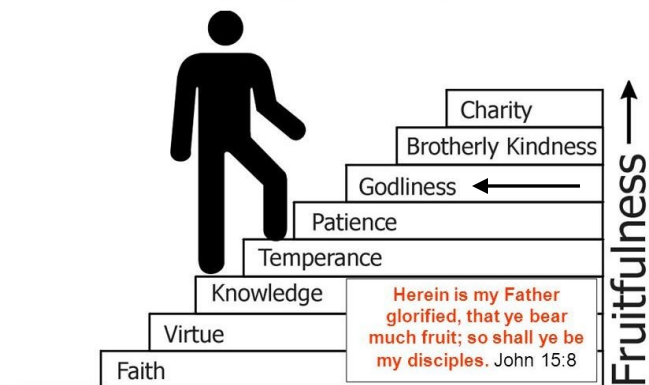 Charity
Brotherly Kindness
Godliness
Patience
Temperance
Knowledge
Virtue
Faith
Herein is my Father
glorified, that ye bear
much fruit; so shall ye be
my disciples. John 15:8
Fruitfulness